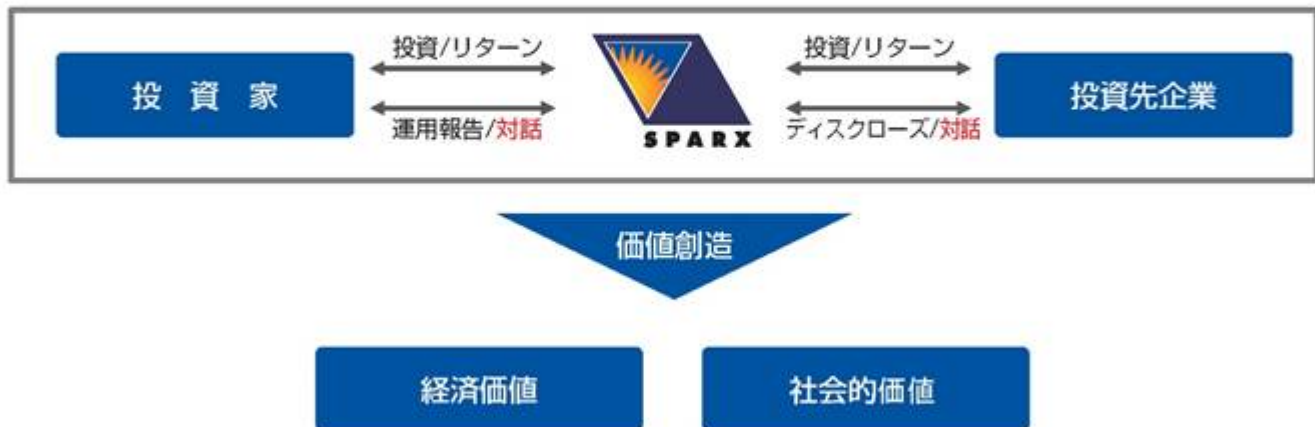 投資家
投資/リターン
運用報告/対話
SPARX
投資/リターン
ディスクローズ/対話
投資先企業
価値創造
経済価値
社会的価値